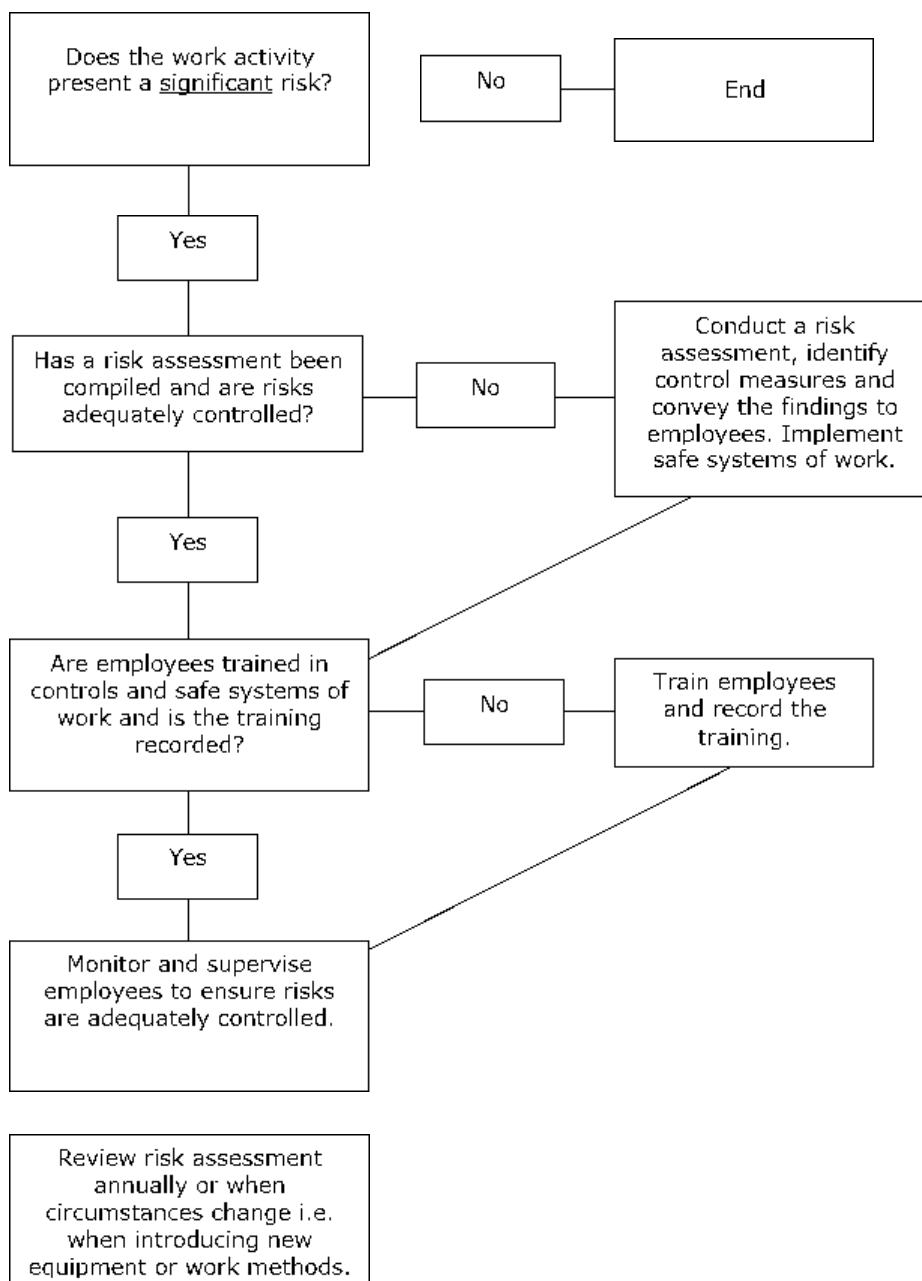 Does the work activity
present a significant risk?
No
End
Yes
Has a risk assessment been
compiled and are risks
adequately controlled?
No
Conduct a risk
assessment, identify
control measures and
convey the findings to
employees. Implement
safe systems of work.
Yes
Are employees trained in
controls and safe systems of
work and is the training
recorded?
No
Train employees
and record the
training.
Yes
Monitor and supervise
employees to ensure risks
are adequately controlled.
Review risk assessment
annually or when
circumstances change i.e.
when introducing new
equipment or work methods.